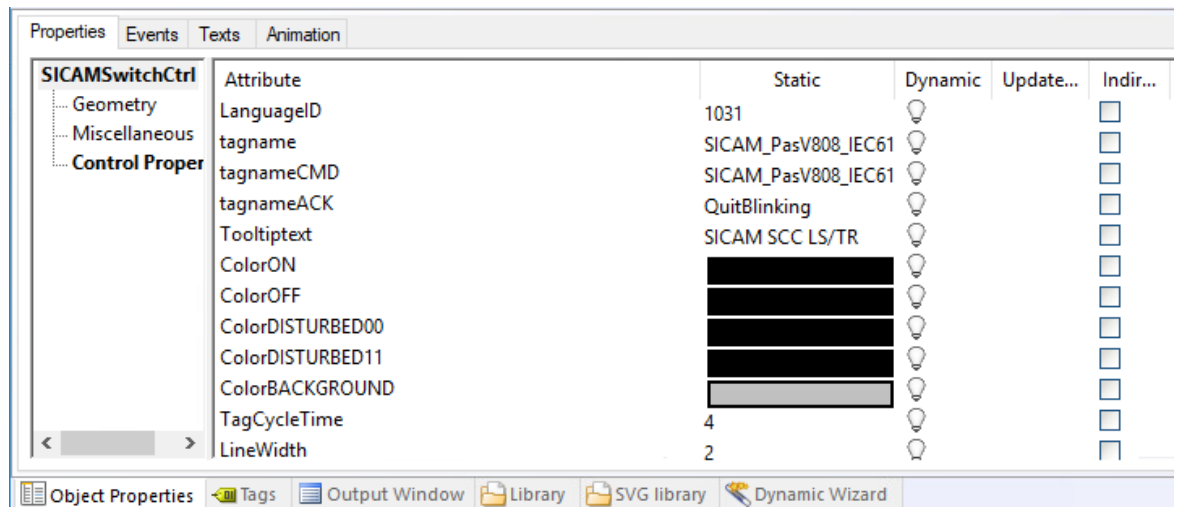 Properties Events Texts Animation
SICAMSwitchCtrl Attribute Static Dynamic Update... Indir...
Geometry LanguageID 1031
Miscellaneous tagname SICAM_PasV808_IEC61
Control Proper tagnameCMD SICAM_PasV808_IEC61
tagnameACK QuitBlinking
Tooltiptext SICAM SCC LS/TR
ColorON
ColorOFF
ColorDISTURBED00
ColorDISTURBED11
ColorBACKGROUND
TagCycleTime 4
LineWidth 2
Object Properties Tags Output Window Library SVG library Dynamic Wizard